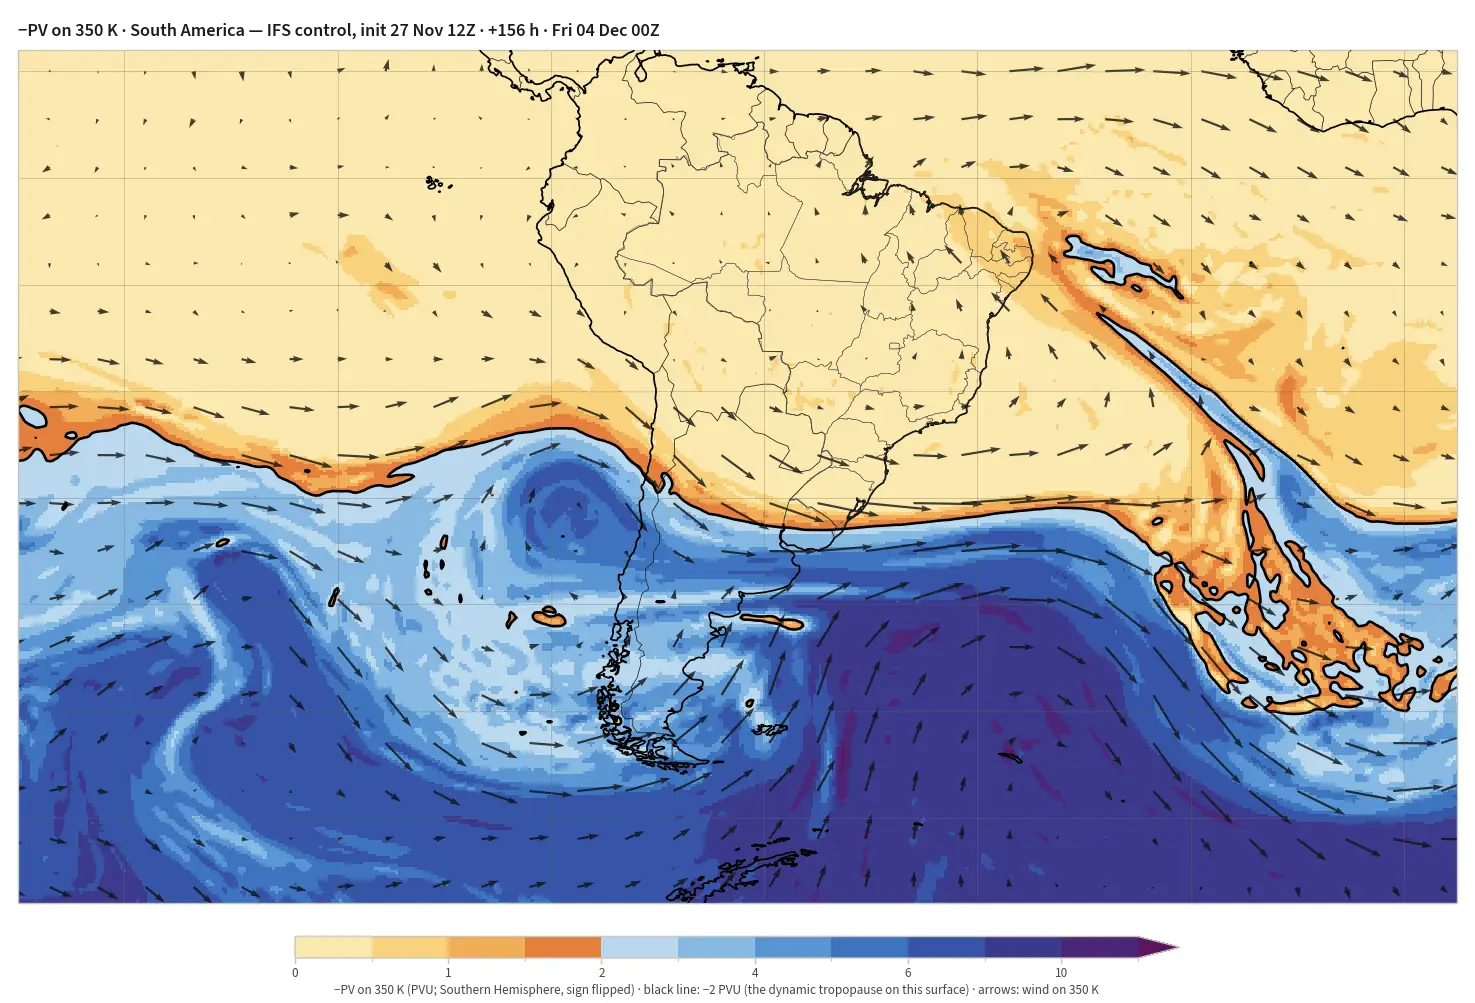 −PV on 350 K · South America — IFS control, init 27 Nov 12Z · +156 h · Fri 04 Dec 00Z
0 1 2 4 6 10
−PV on 350 K (PVU; Southern Hemisphere, sign flipped) · black line: −2 PVU (the dynamic tropopause on this surface) · arrows: wind on 350 K